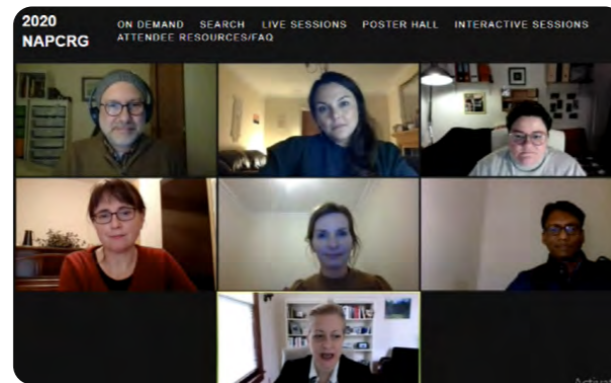 2020
NAPCRG
ON DEMAND SEARCH LIVE SESSIONS POSTER HALL INTERACTIVE SESSIONS
ATTENDEE RESOURCES/FAQ